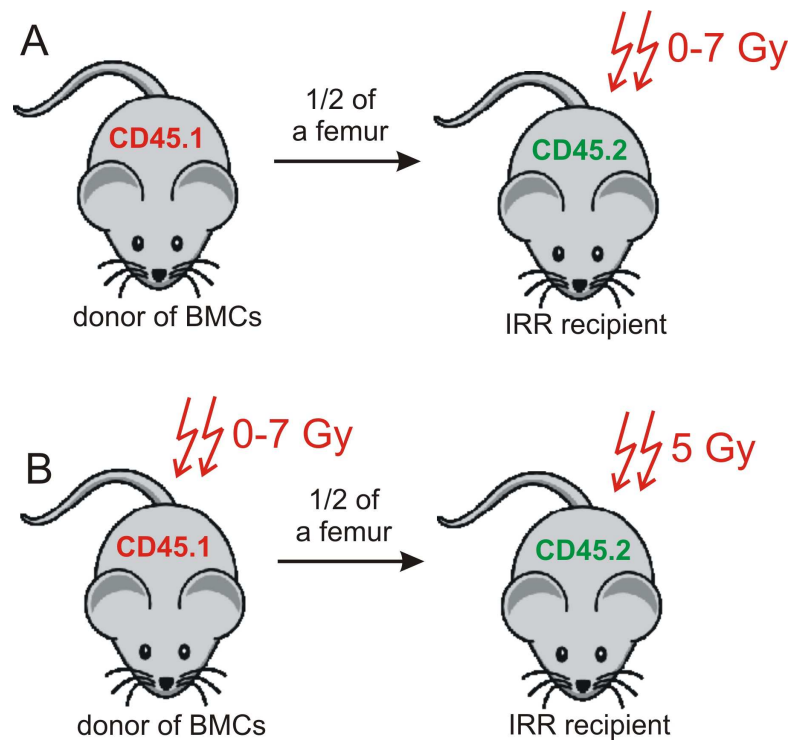 A
0-7 Gy
CD45.1
1/2 of
a femur
CD45.2
donor of BMCs
IRR recipient
B
0-7 Gy
5 Gy
CD45.1
1/2 of
a femur
CD45.2
donor of BMCs
IRR recipient